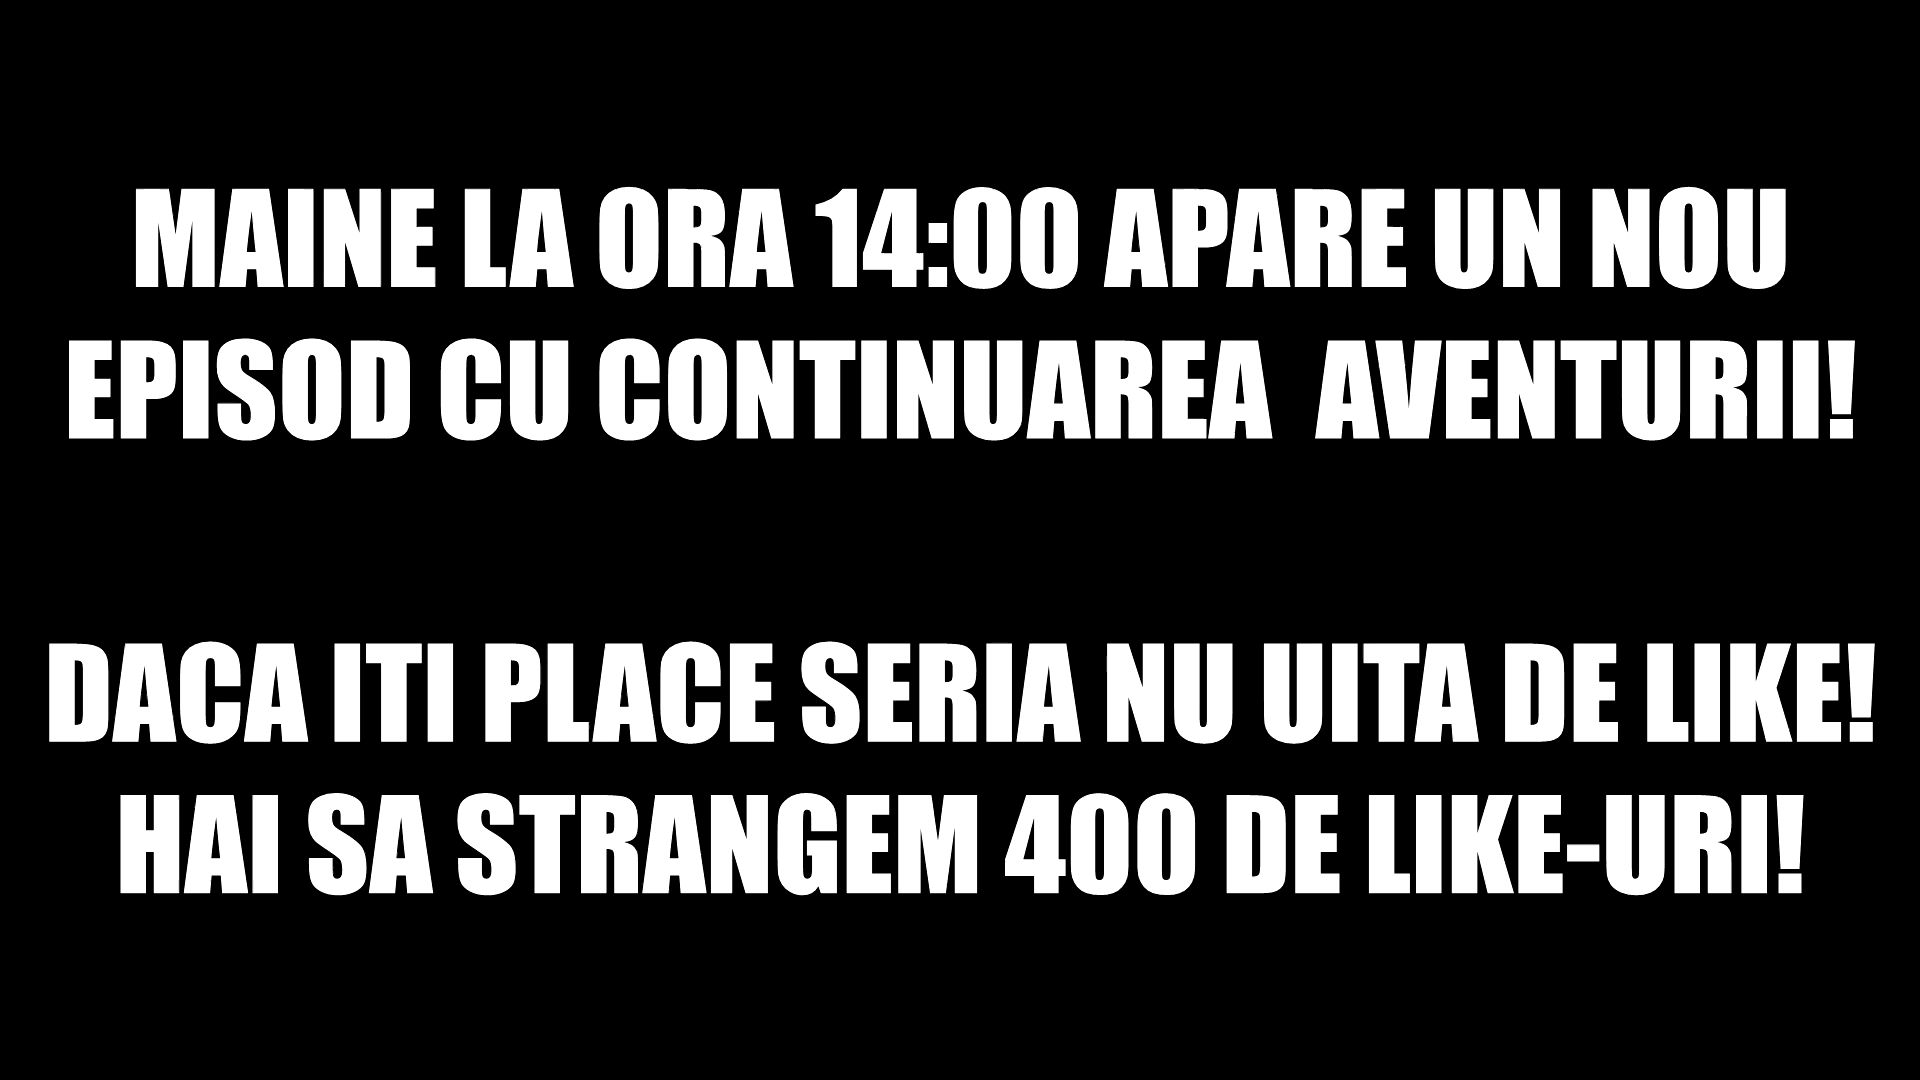 MAINE LA ORA 14:00 APARE UN NOU
EPISOD CU CONTINUAREA  AVENTURII!
DACA ITI PLACE SERIA NU UITA DE LIKE!
HAI SA STRANGEM 400 DE LIKE-URI!